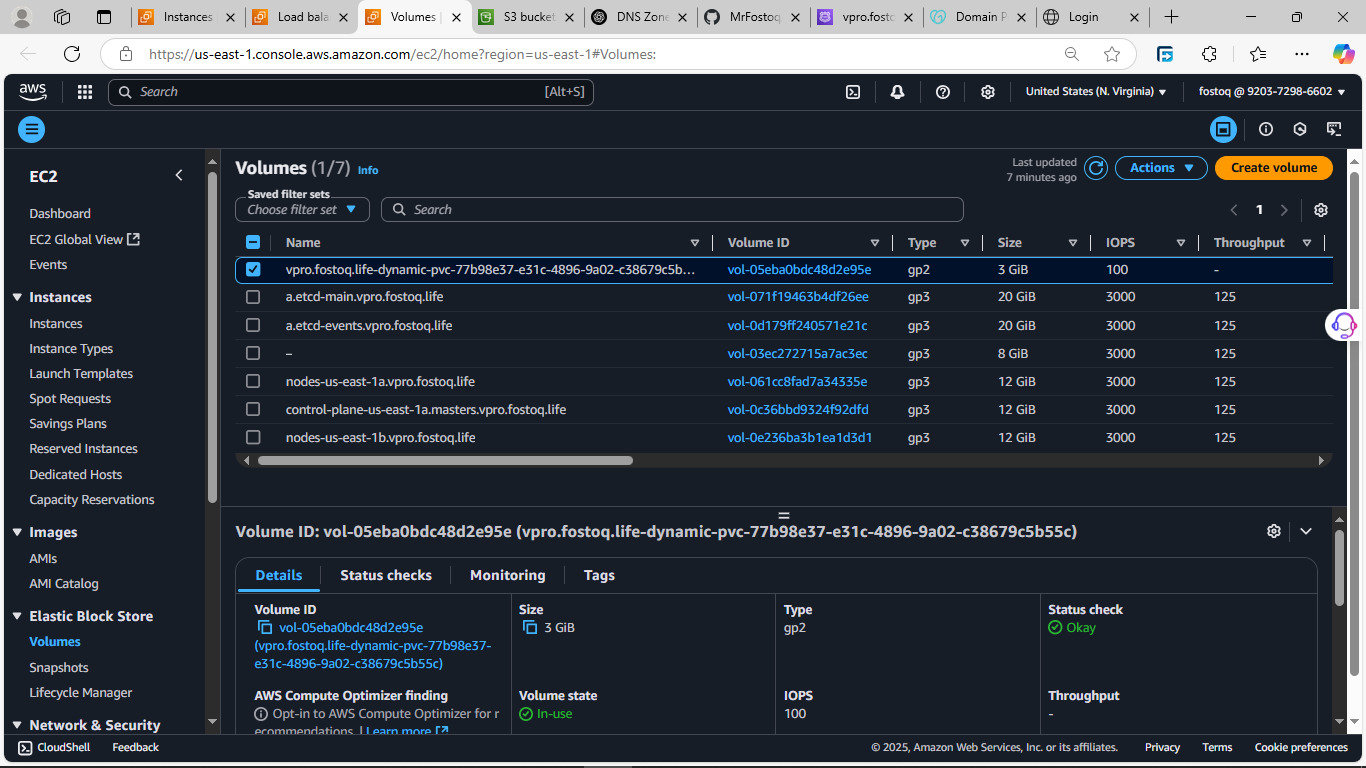 Instances
Load bala
Volumes |
S3 bucket
DNS Zone
MrFostoq
vpro.fosto
Domain P
Login
https://us-east-1.console.aws.amazon.com/ec2/home?region=us-east-1#Volumes:
aws
Search
[Alt+S]
United States (N. Virginia)
fostoq @ 9203-7298-6602
EC2
Dashboard
EC2 Global View
Events
Instances
Instances
Instance Types
Launch Templates
Spot Requests
Savings Plans
Reserved Instances
Dedicated Hosts
Capacity Reservations
Images
AMIs
AMI Catalog
Elastic Block Store
Volumes
Snapshots
Lifecycle Manager
Network & Security
Volumes (1/7) Info
Last updated
7 minutes ago
Actions
Create volume
Saved filter sets
Choose filter set
Search
1
Name Volume ID Type Size IOPS Throughput
vpro.fostoq.life-dynamic-pvc-77b98e37-e31c-4896-9a02-c38679c5b... vol-05eba0bdc48d2e95e gp2 3 GiB 100 -
a.etcd-main.vpro.fostoq.life vol-071f19463b4df26ee gp3 20 GiB 3000 125
a.etcd-events.vpro.fostoq.life vol-0d179ff240571e21c gp3 20 GiB 3000 125
– vol-03ec272715a7ac3ec gp3 8 GiB 3000 125
nodes-us-east-1a.vpro.fostoq.life vol-061cc8fad7a34335e gp3 12 GiB 3000 125
control-plane-us-east-1a.masters.vpro.fostoq.life vol-0c36bbd9324f92dfd gp3 12 GiB 3000 125
nodes-us-east-1b.vpro.fostoq.life vol-0e236ba3b1ea1d3d1 gp3 12 GiB 3000 125
Volume ID: vol-05eba0bdc48d2e95e (vpro.fostoq.life-dynamic-pvc-77b98e37-e31c-4896-9a02-c38679c5b55c)
Details
Status checks
Monitoring
Tags
Volume ID
vol-05eba0bdc48d2e95e
(vpro.fostoq.life-dynamic-pvc-77b98e37-
e31c-4896-9a02-c38679c5b55c)
Size
3 GiB
Type
gp2
Status check
Okay
AWS Compute Optimizer finding
Opt-in to AWS Compute Optimizer for r
ecommendations. | Learn more
Volume state
In-use
IOPS
100
Throughput
-
CloudShell
Feedback
© 2025, Amazon Web Services, Inc. or its affiliates.
Privacy
Terms
Cookie preferences